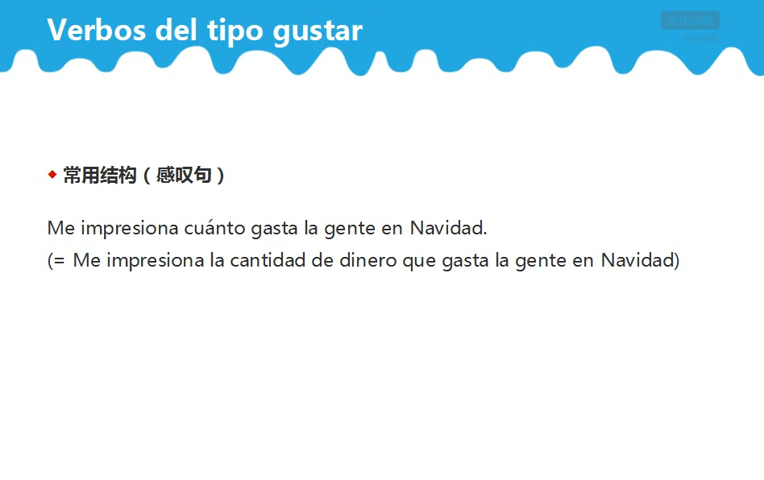 Verbos del tipo gustar
常用结构（感叹句）
Me impresiona cuánto gasta la gente en Navidad.
(= Me impresiona la cantidad de dinero que gasta la gente en Navidad)